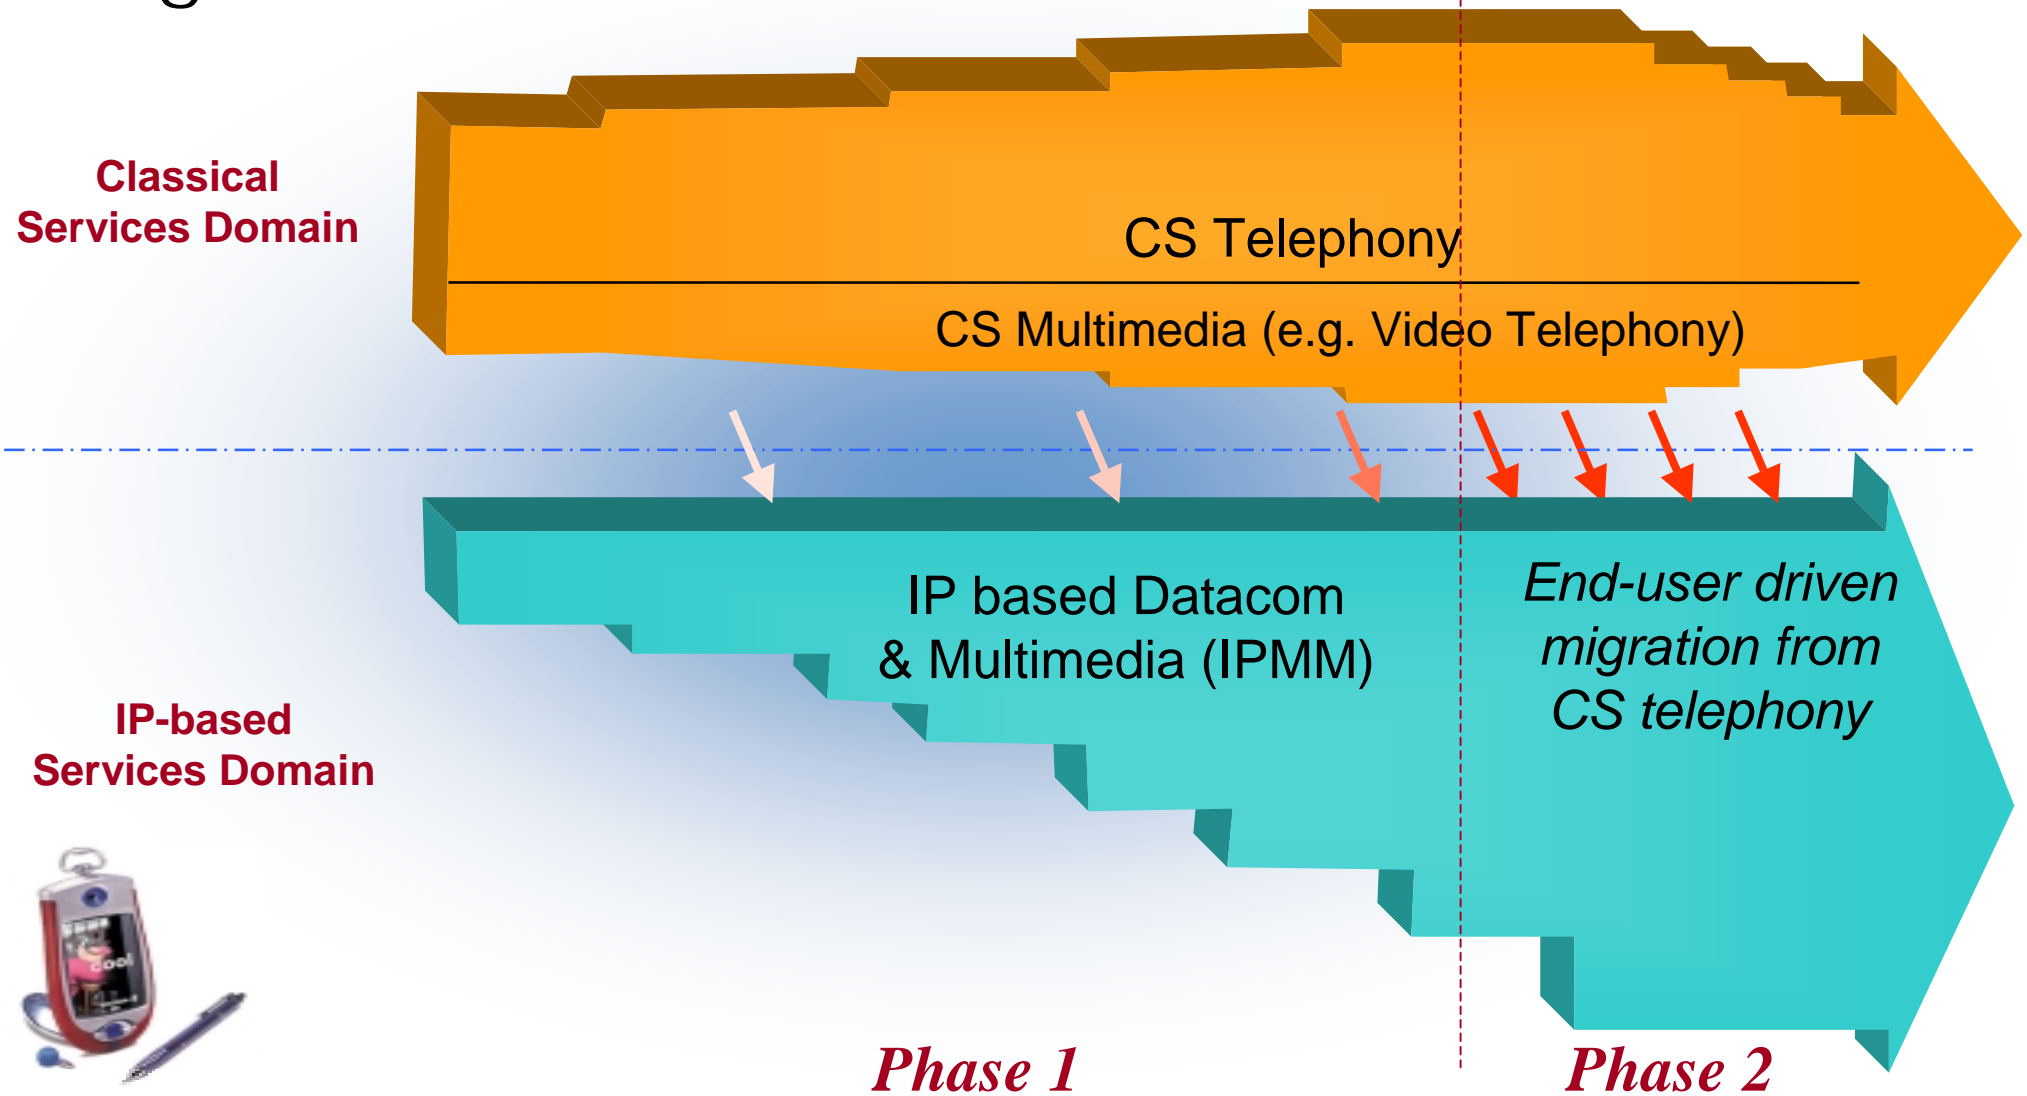 Classical
Services Domain
CS Telephony
CS Multimedia (e.g. Video Telephony)
IP based Datacom
& Multimedia (IPMM)
End-user driven
migration from
CS telephony
IP-based
Services Domain
cool
Phase 1
Phase 2